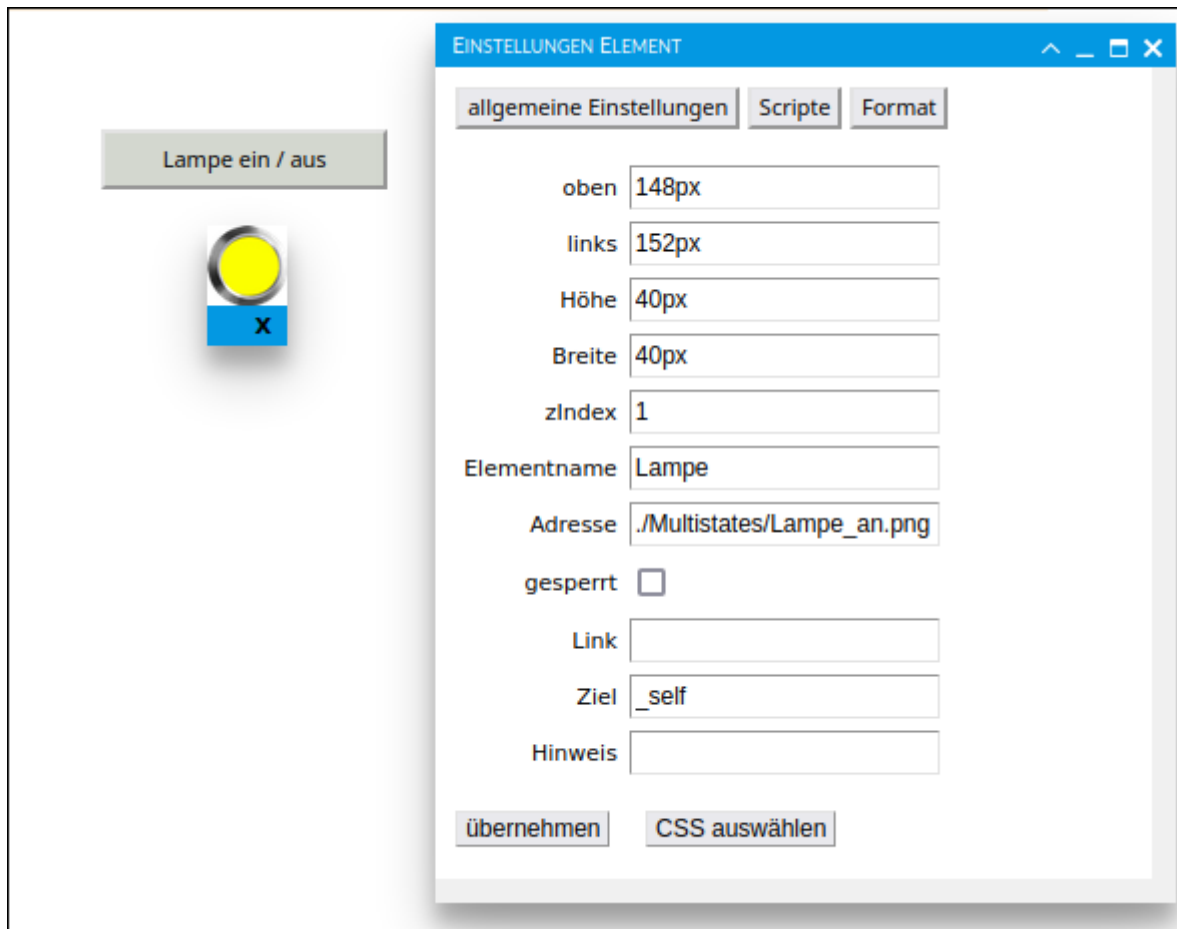 EINSTELLUNGEN ELEMENT
allgemeine Einstellungen Scripte Format
Lampe ein / aus
X
oben 148px
links 152px
Höhe 40px
Breite 40px
zIndex 1
Elementname Lampe
Adresse ./Multistates/Lampe_an.png
gesperrt
Link
Ziel _self
Hinweis
übernehmen CSS auswählen